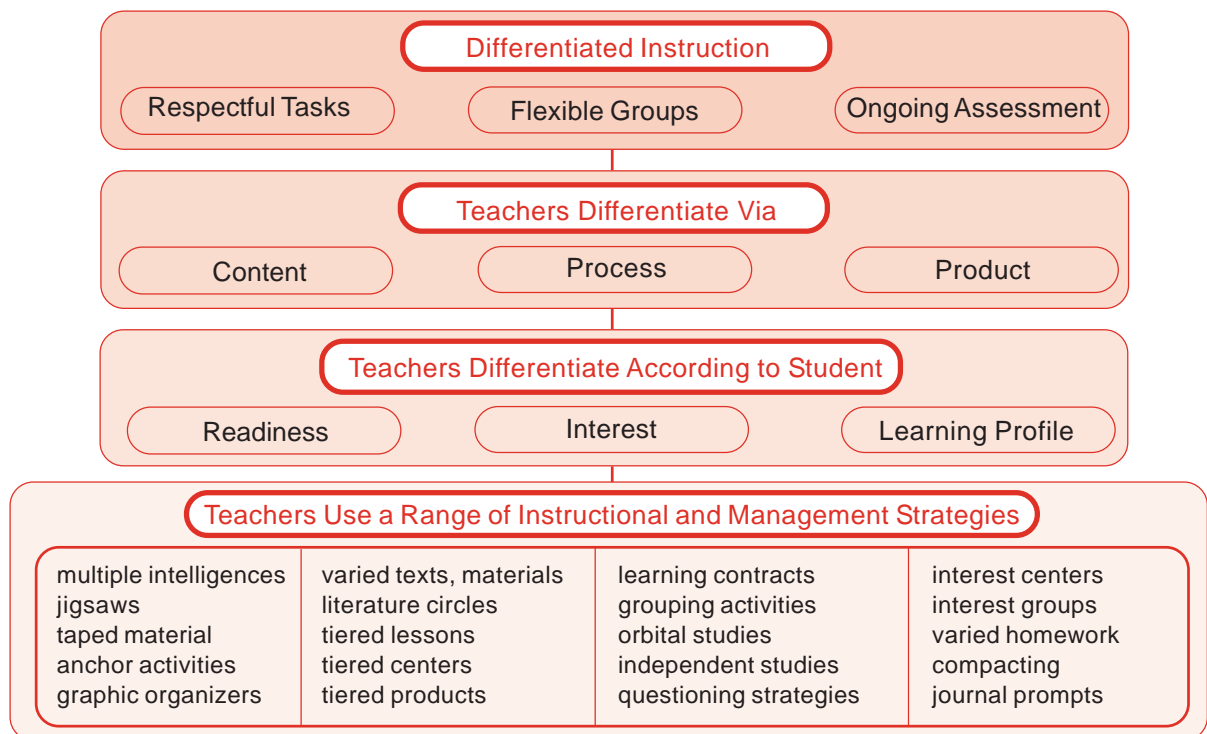 Differentiated Instruction
Respectful Tasks
Flexible Groups
Ongoing Assessment
Teachers Differentiate Via
Content
Process
Product
Teachers Differentiate According to Student
Readiness
Interest
Learning Profile
Teachers Use a Range of Instructional and Management Strategies
multiple intelligences
jigsaws
taped material
anchor activities
graphic organizers
varied texts, materials
literature circles
tiered lessons
tiered centers
tiered products
learning contracts
grouping activities
orbital studies
independent studies
questioning strategies
interest centers
interest groups
varied homework
compacting
journal prompts